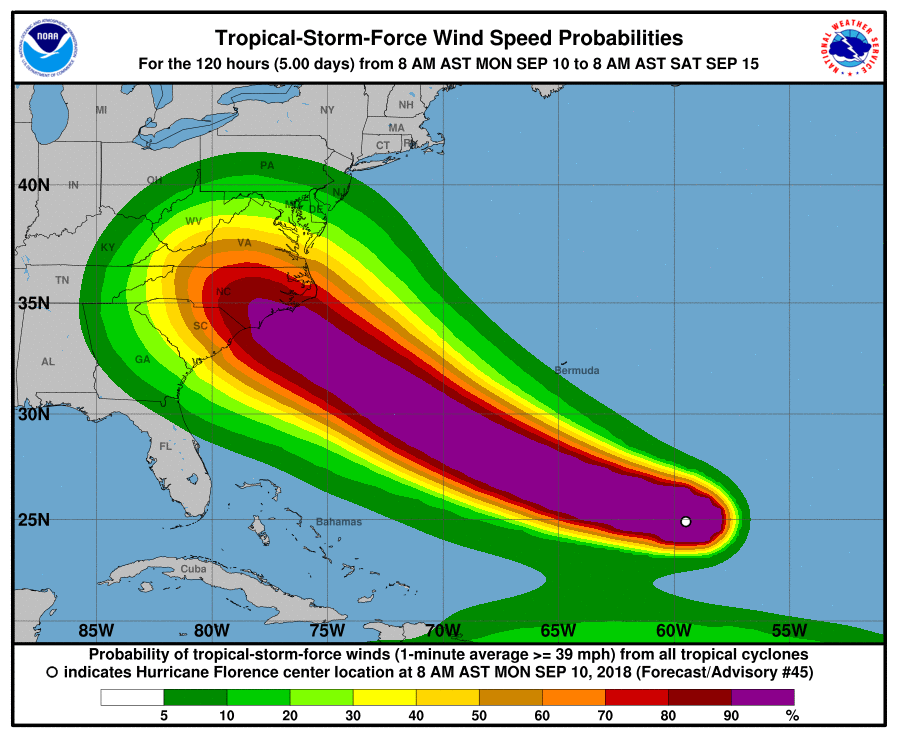 Tropical-Storm-Force Wind Speed Probabilities
For the 120 hours (5.00 days) from 8 AM AST MON SEP 10 to 8 AM AST SAT SEP 15
NOAA
NATIONAL WEATHER SERVICE
MI
NY
NH
MA
CT
PA
40N
IN
OH
NJ
DE
WV
KY
VA
TN
NC
35N
SC
AL
GA
Bermuda
30N
FL
25N
Bahamas
Cuba
85W
80W
75W
70W
65W
60W
55W
Probability of tropical-storm-force winds (1-minute average >= 39 mph) from all tropical cyclones
indicates Hurricane Florence center location at 8 AM AST MON SEP 10, 2018 (Forecast/Advisory #45)
5 10 20 30 40 50 60 70 80 90 %